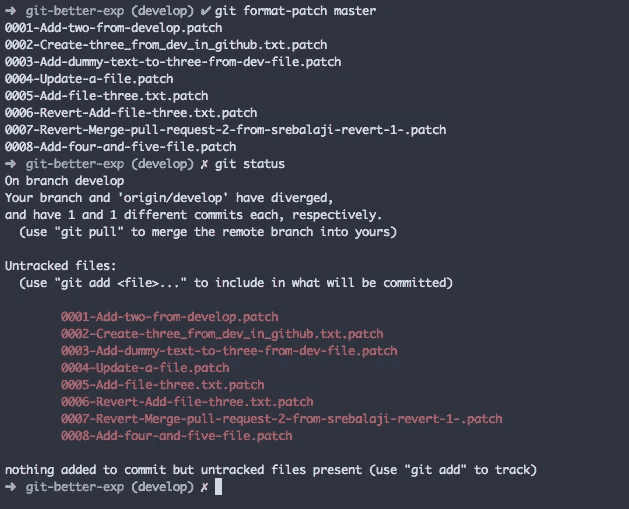 ➜ git-better-exp (develop) ✔ git format-patch master
0001-Add-two-from-develop.patch
0002-Create-three_from_dev_in_github.txt.patch
0003-Add-dummy-text-to-three-from-dev-file.patch
0004-Update-a-file.patch
0005-Add-file-three.txt.patch
0006-Revert-Add-file-three.txt.patch
0007-Revert-Merge-pull-request-2-from-srebalaji-revert-1-.patch
0008-Add-four-and-five-file.patch
➜ git-better-exp (develop) ✗ git status
On branch develop
Your branch and 'origin/develop' have diverged,
and have 1 and 1 different commits each, respectively.
(use "git pull" to merge the remote branch into yours)
Untracked files:
(use "git add <file>..." to include in what will be committed)
0001-Add-two-from-develop.patch
0002-Create-three_from_dev_in_github.txt.patch
0003-Add-dummy-text-to-three-from-dev-file.patch
0004-Update-a-file.patch
0005-Add-file-three.txt.patch
0006-Revert-Add-file-three.txt.patch
0007-Revert-Merge-pull-request-2-from-srebalaji-revert-1-.patch
0008-Add-four-and-five-file.patch
nothing added to commit but untracked files present (use "git add" to track)
➜ git-better-exp (develop) ✗